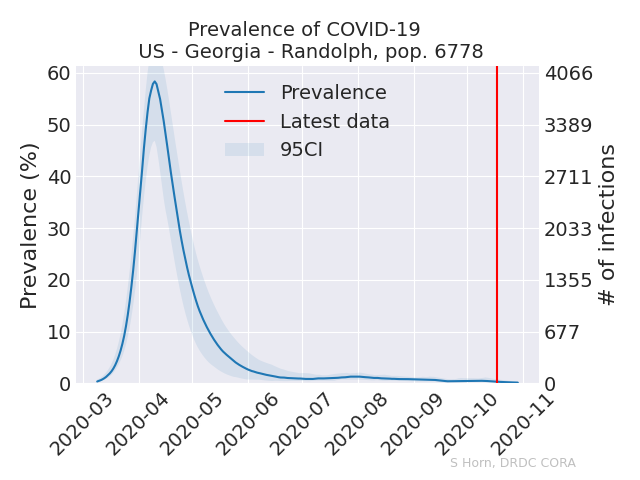 Prevalence of COVID-19
US - Georgia - Randolph, pop. 6778
Prevalence (%)
60
50
40
30
20
10
0
Prevalence
Latest data
95CI
4066
3389
2711
2033
1355
677
0
# of infections
2020-03
2020-04
2020-05
2020-06
2020-07
2020-08
2020-09
2020-10
2020-11
S Horn, DRDC CORA